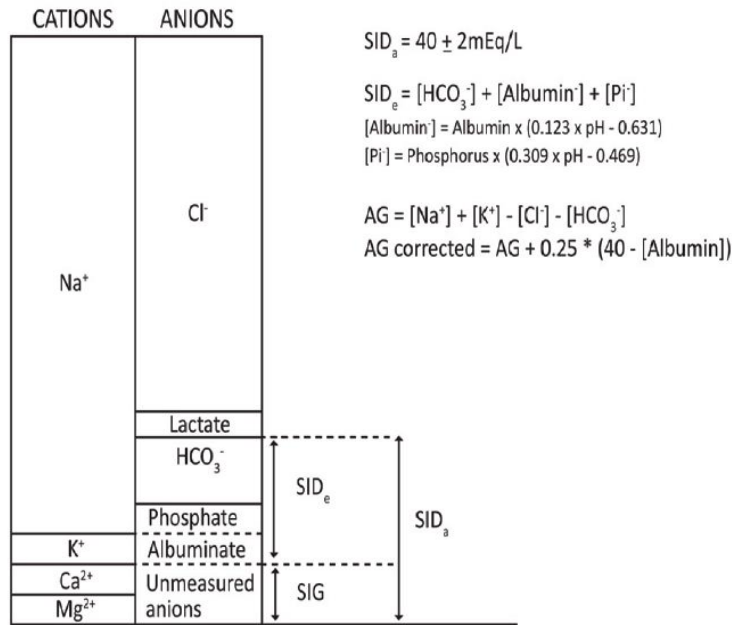 CATIONS ANIONS
Na⁺
K⁺
Ca²⁺
Mg²⁺
Cl⁻
Lactate
HCO₃⁻
Phosphate
Albuminate
Unmeasured
anions
SIDₑ
SIG
SIDₐ
SIDₐ = 40 ± 2mEq/L
SIDₑ = [HCO₃⁻] + [Albumin⁻] + [Pi⁻]
[Albumin⁻] = Albumin x (0.123 x pH - 0.631)
[Pi⁻] = Phosphorus x (0.309 x pH - 0.469)
AG = [Na⁺] + [K⁺] - [Cl⁻] - [HCO₃⁻]
AG corrected = AG + 0.25 * (40 - [Albumin])